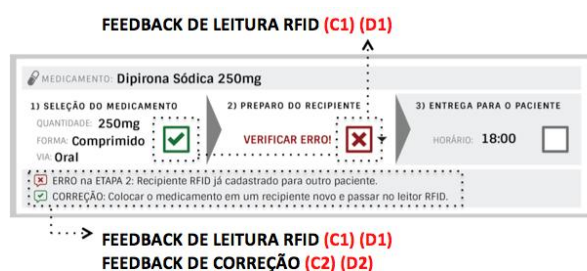 FEEDBACK DE LEITURA RFID (C1) (D1)
MEDICAMENTO: Dipirona Sódica 250mg
1) SELEÇÃO DO MEDICAMENTO
QUANTIDADE: 250mg
FORMA: Comprimido
VIA: Oral
2) PREPARO DO RECIPIENTE
VERIFICAR ERRO!
3) ENTREGA PARA O PACIENTE
HORÁRIO: 18:00
ERRO na ETAPA 2: Recipiente RFID já cadastrado para outro paciente.
CORREÇÃO: Colocar o medicamento em um recipiente novo e passar no leitor RFID.
FEEDBACK DE LEITURA RFID (C1) (D1)
FEEDBACK DE CORREÇÃO (C2) (D2)